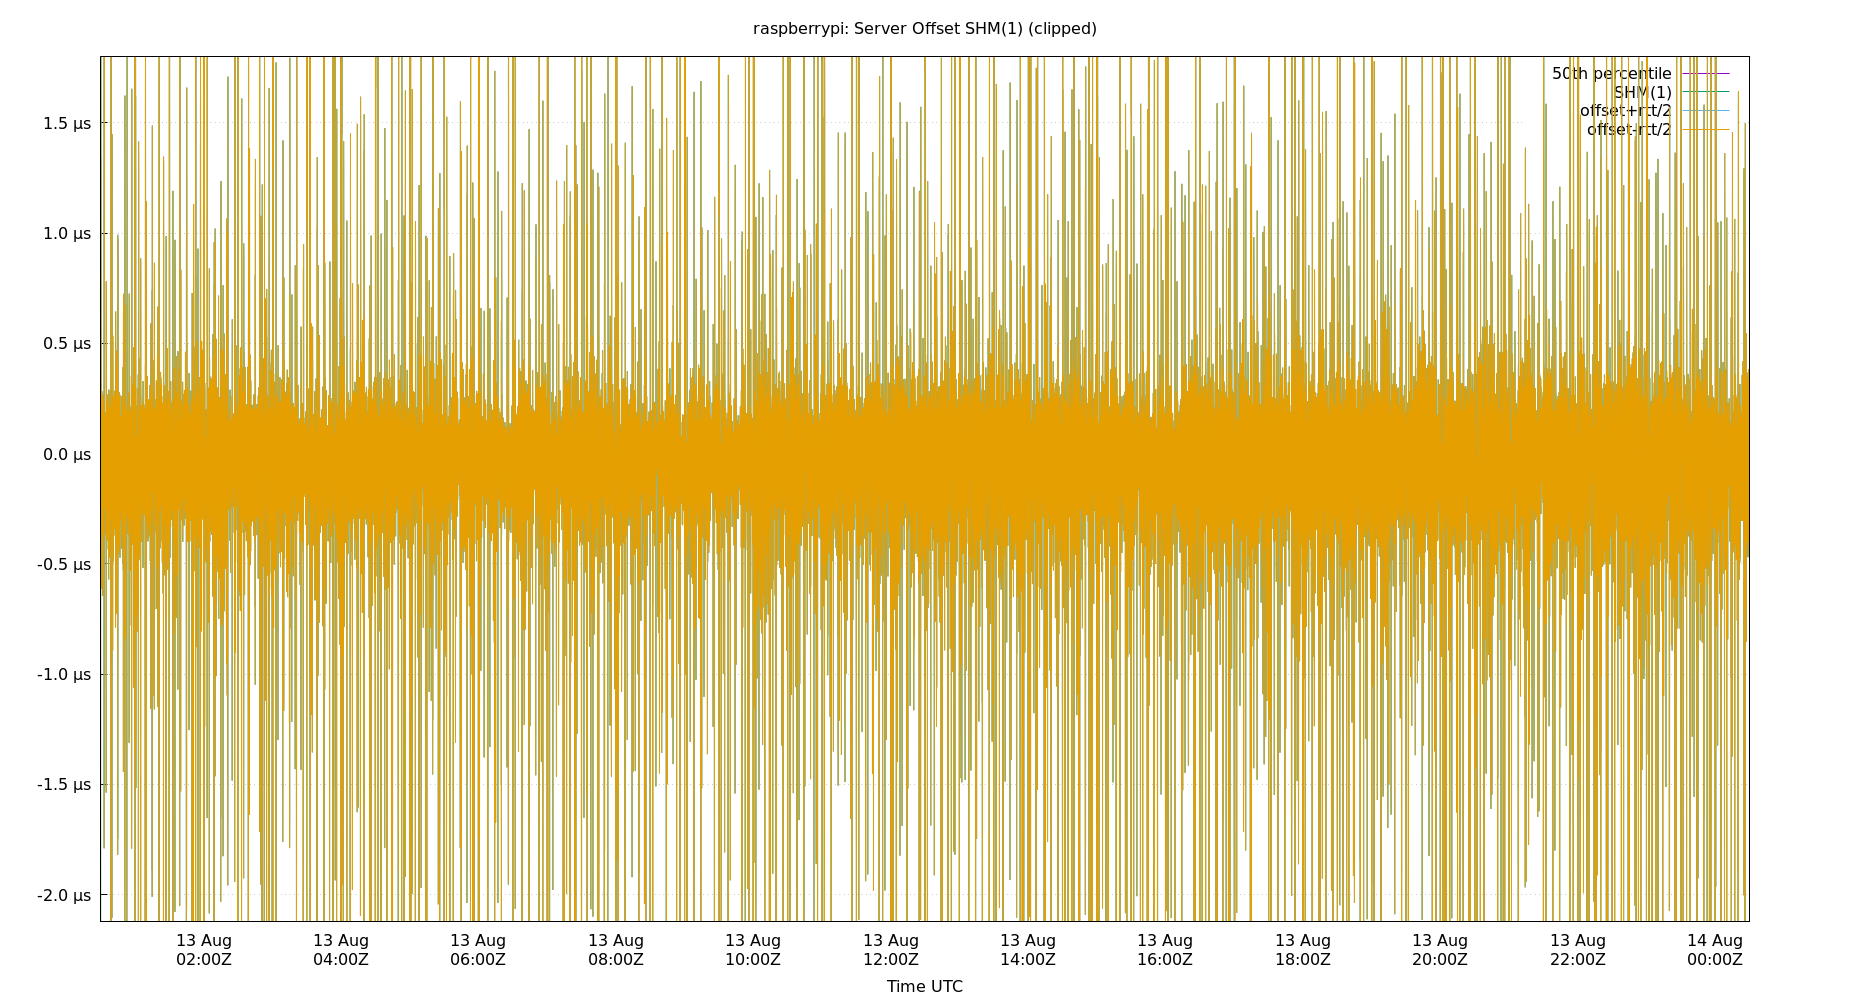 raspberrypi: Server Offset SHM(1) (clipped)
50th percentile
SHM(1)
offset+rtt/2
offset-rtt/2
1.5 µs
1.0 µs
0.5 µs
0.0 µs
-0.5 µs
-1.0 µs
-1.5 µs
-2.0 µs
13 Aug 13 Aug 13 Aug 13 Aug 13 Aug 13 Aug 13 Aug 13 Aug 13 Aug 13 Aug 13 Aug 14 Aug
02:00Z 04:00Z 06:00Z 08:00Z 10:00Z 12:00Z 14:00Z 16:00Z 18:00Z 20:00Z 22:00Z 00:00Z
Time UTC